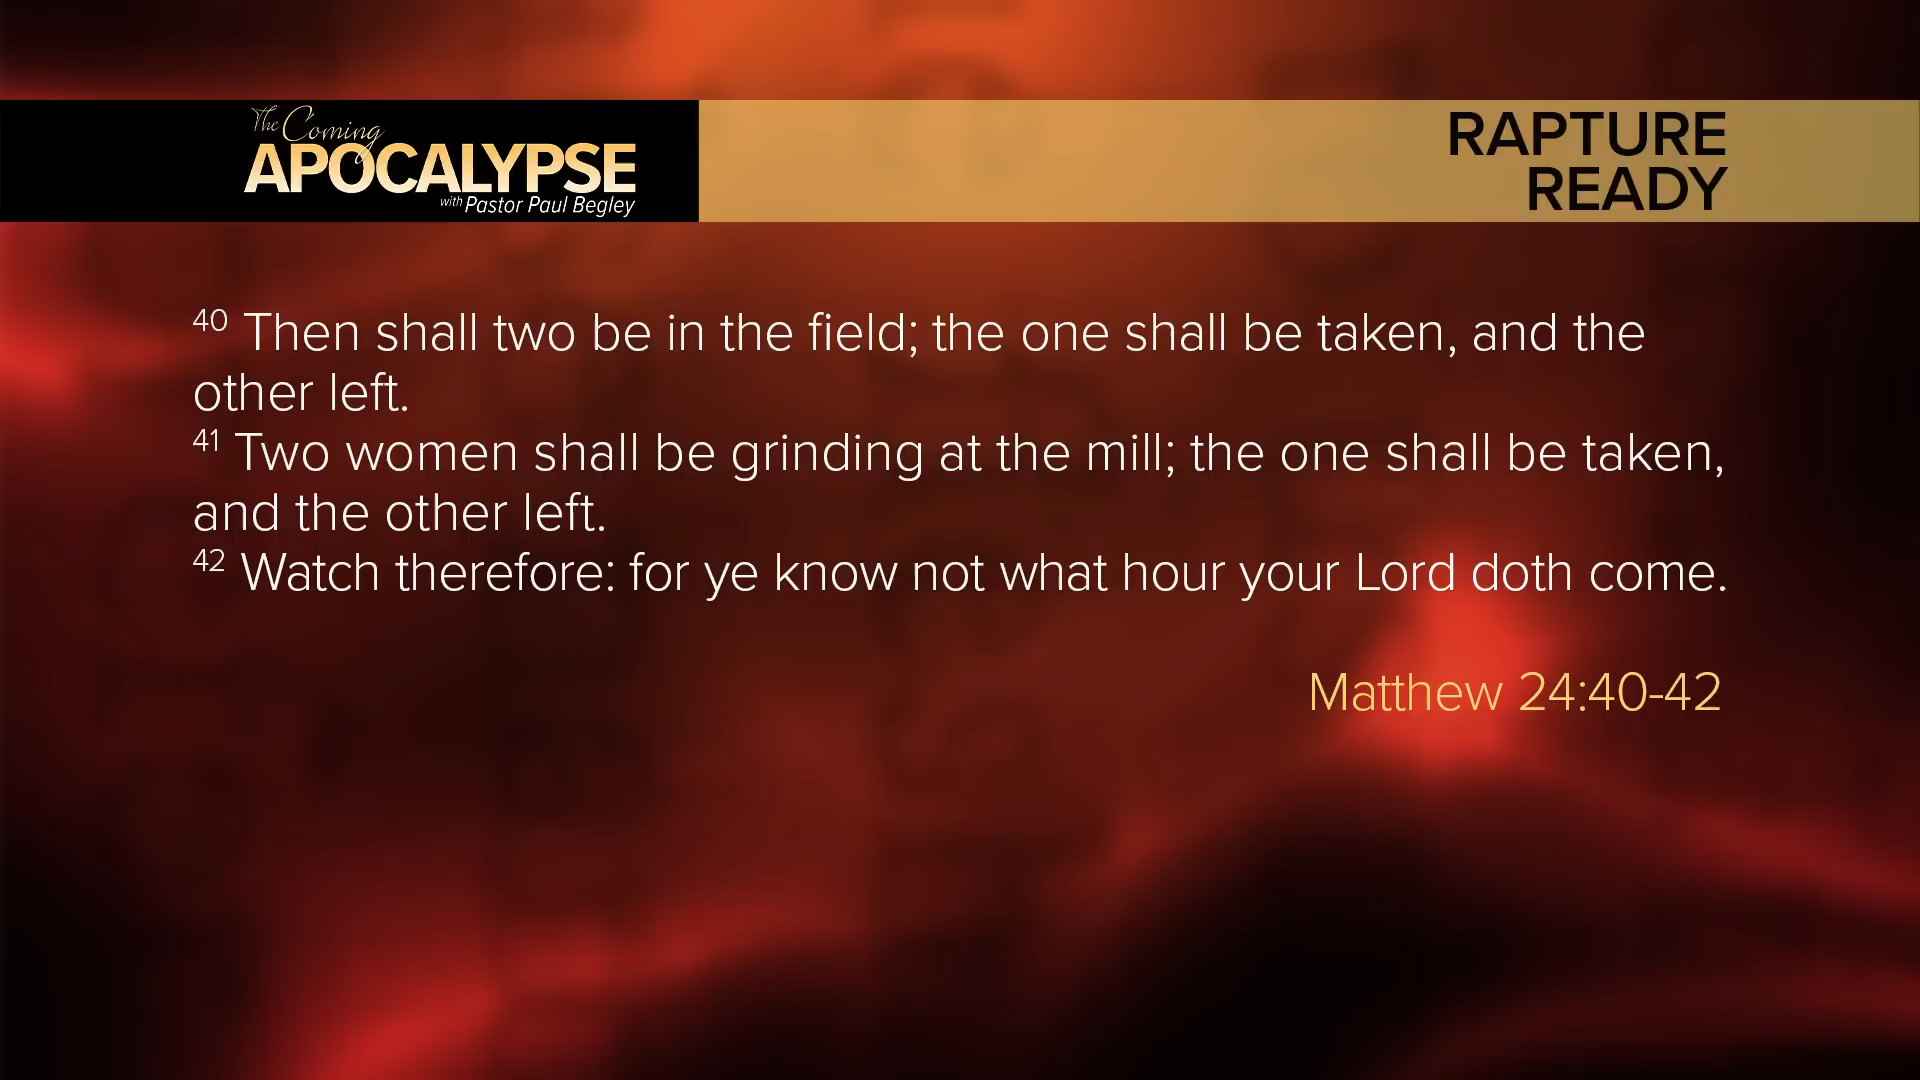 The Coming
APOCALYPSE
with Pastor Paul Begley
RAPTURE
READY
40 Then shall two be in the field; the one shall be taken, and the
other left.
41 Two women shall be grinding at the mill; the one shall be taken,
and the other left.
42 Watch therefore: for ye know not what hour your Lord doth come.
Matthew 24:40-42